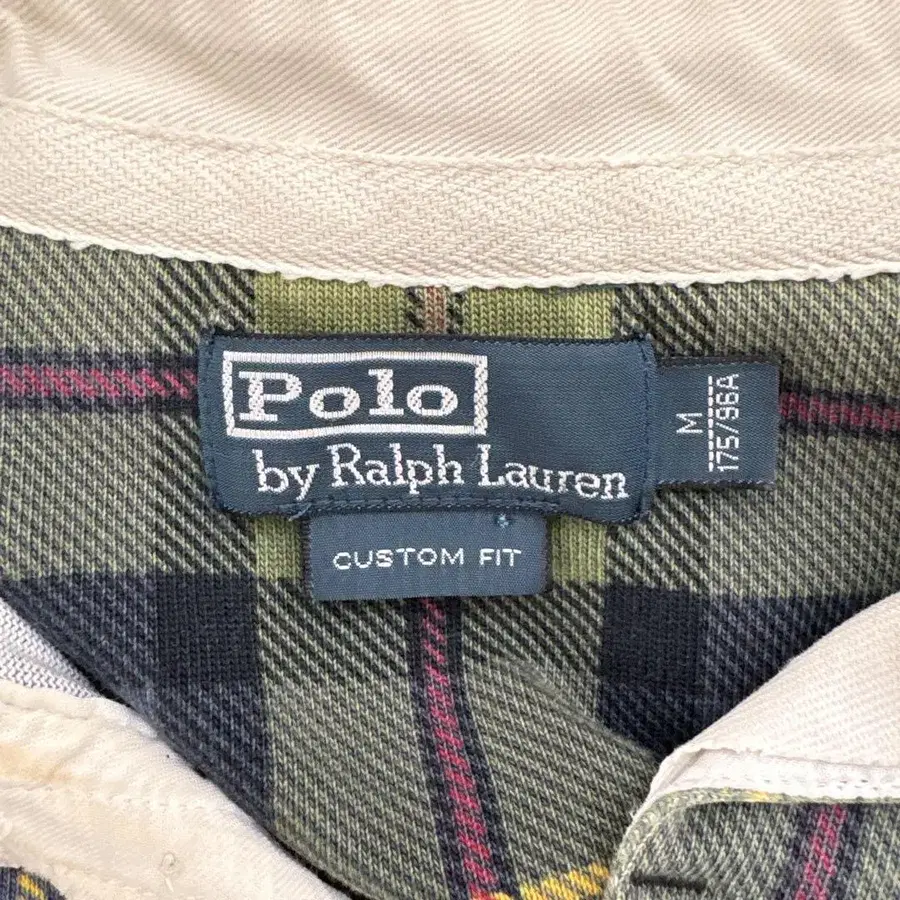 Polo
by Ralph Lauren
M
175/96A
CUSTOM FIT